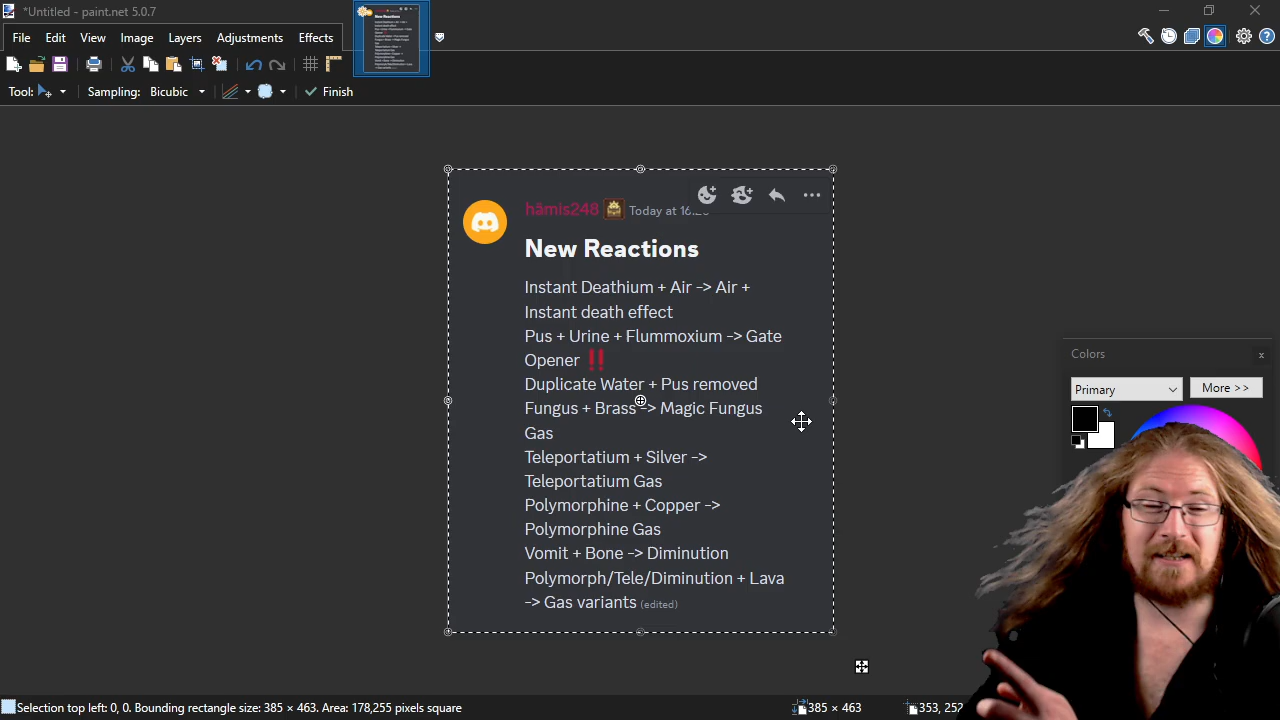 *Untitled - paint.net 5.0.7
File Edit View Image Layers Adjustments Effects
Tool: Sampling: Bicubic Finish
hämis248 Today at
New Reactions
Instant Deathium + Air -> Air +
Instant death effect
Pus + Urine + Flummoxium -> Gate
Opener ‼️
Duplicate Water + Pus removed
Fungus + Brass -> Magic Fungus
Gas
Teleportatium + Silver ->
Teleportatium Gas
Polymorphine + Copper ->
Polymorphine Gas
Vomit + Bone -> Diminution
Polymorph/Tele/Diminution + Lava
-> Gas variants (edited)
Colors x
Primary More >>
Selection top left: 0, 0. Bounding rectangle size: 385 × 463. Area: 178,255 pixels square 385 × 463 353, 252